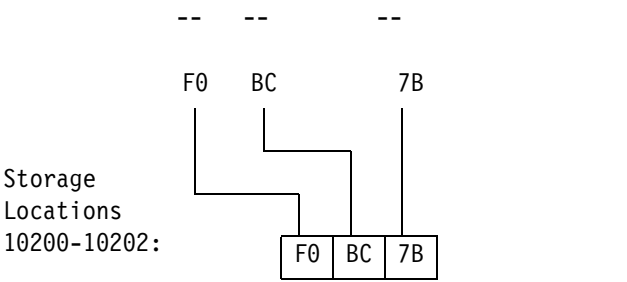 -- -- --
F0 BC 7B
Storage
Locations
10200-10202: F0 BC 7B